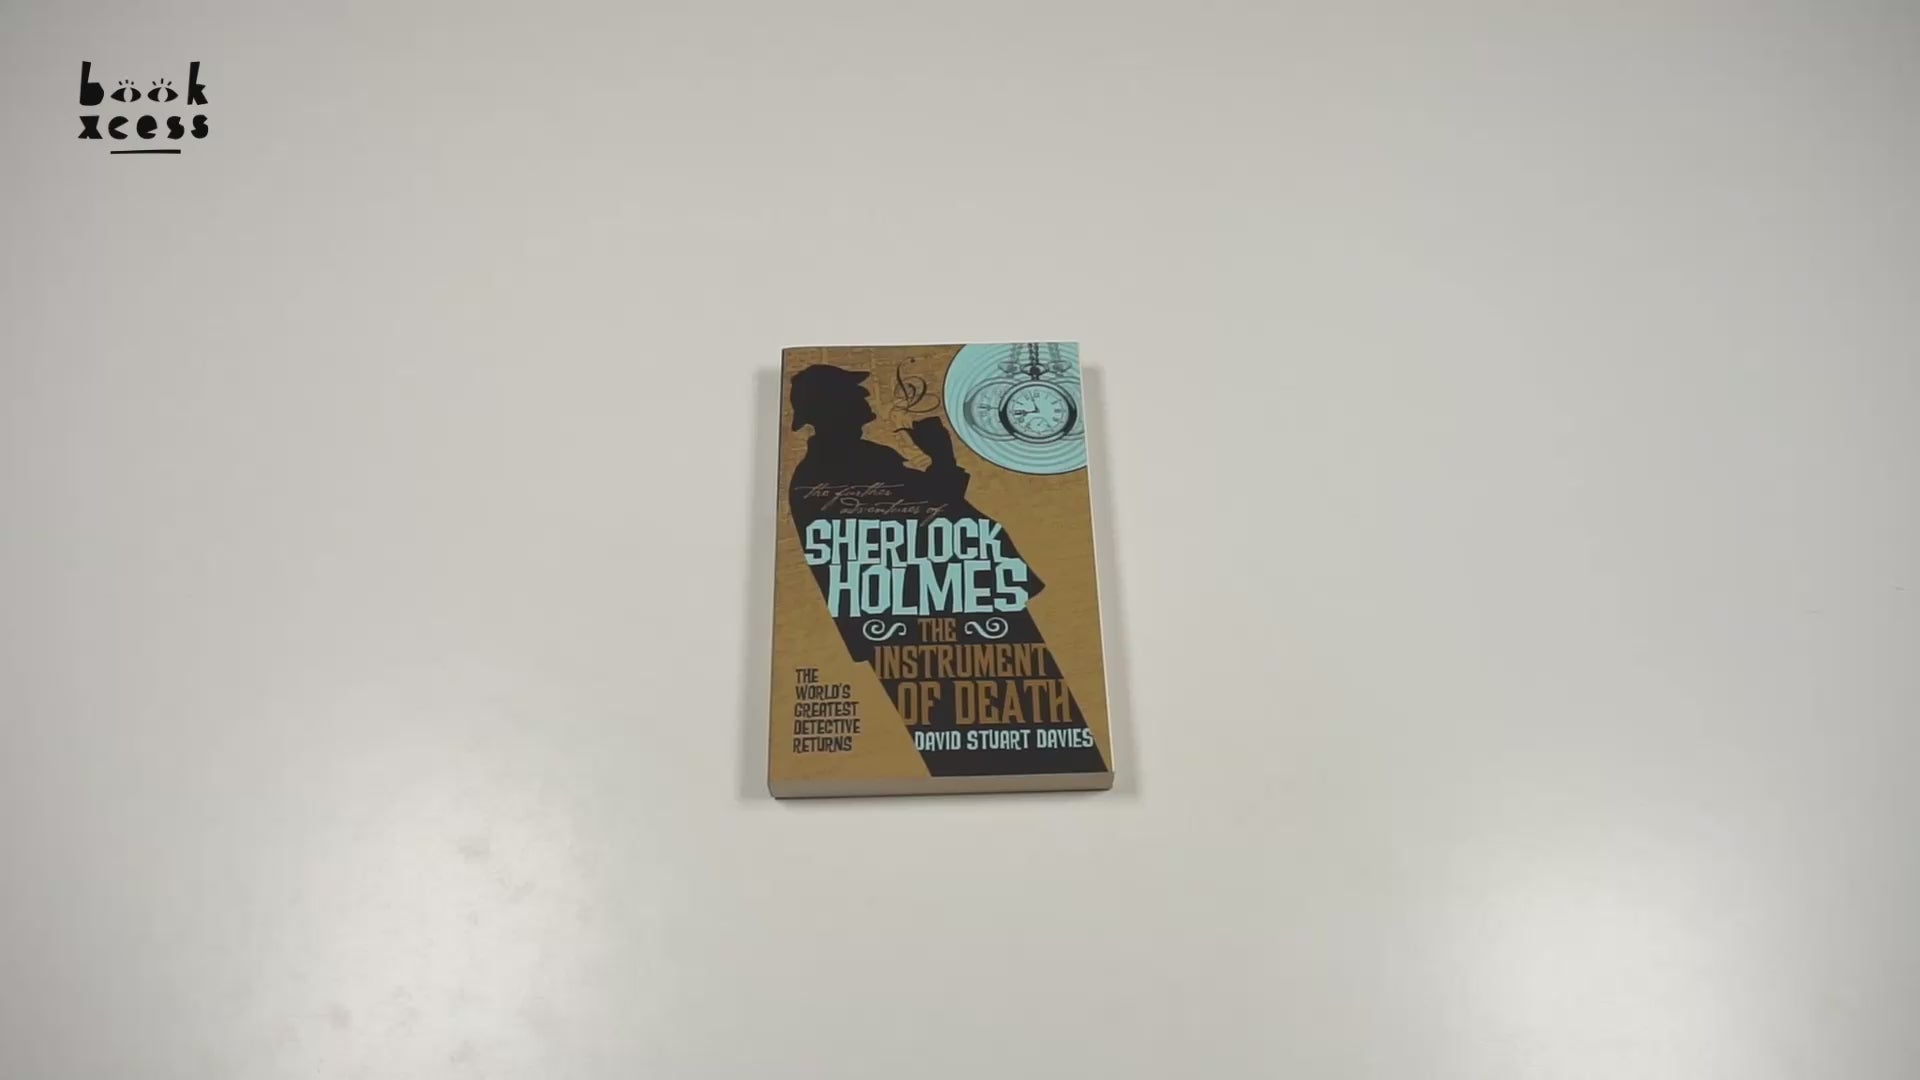 book
xcess
the further
adventures of
SHERLOCK
HOLMES
THE
INSTRUMENT
OF DEATH
DAVID STUART DAVIES
THE
WORLD'S
GREATEST
DETECTIVE
RETURNS